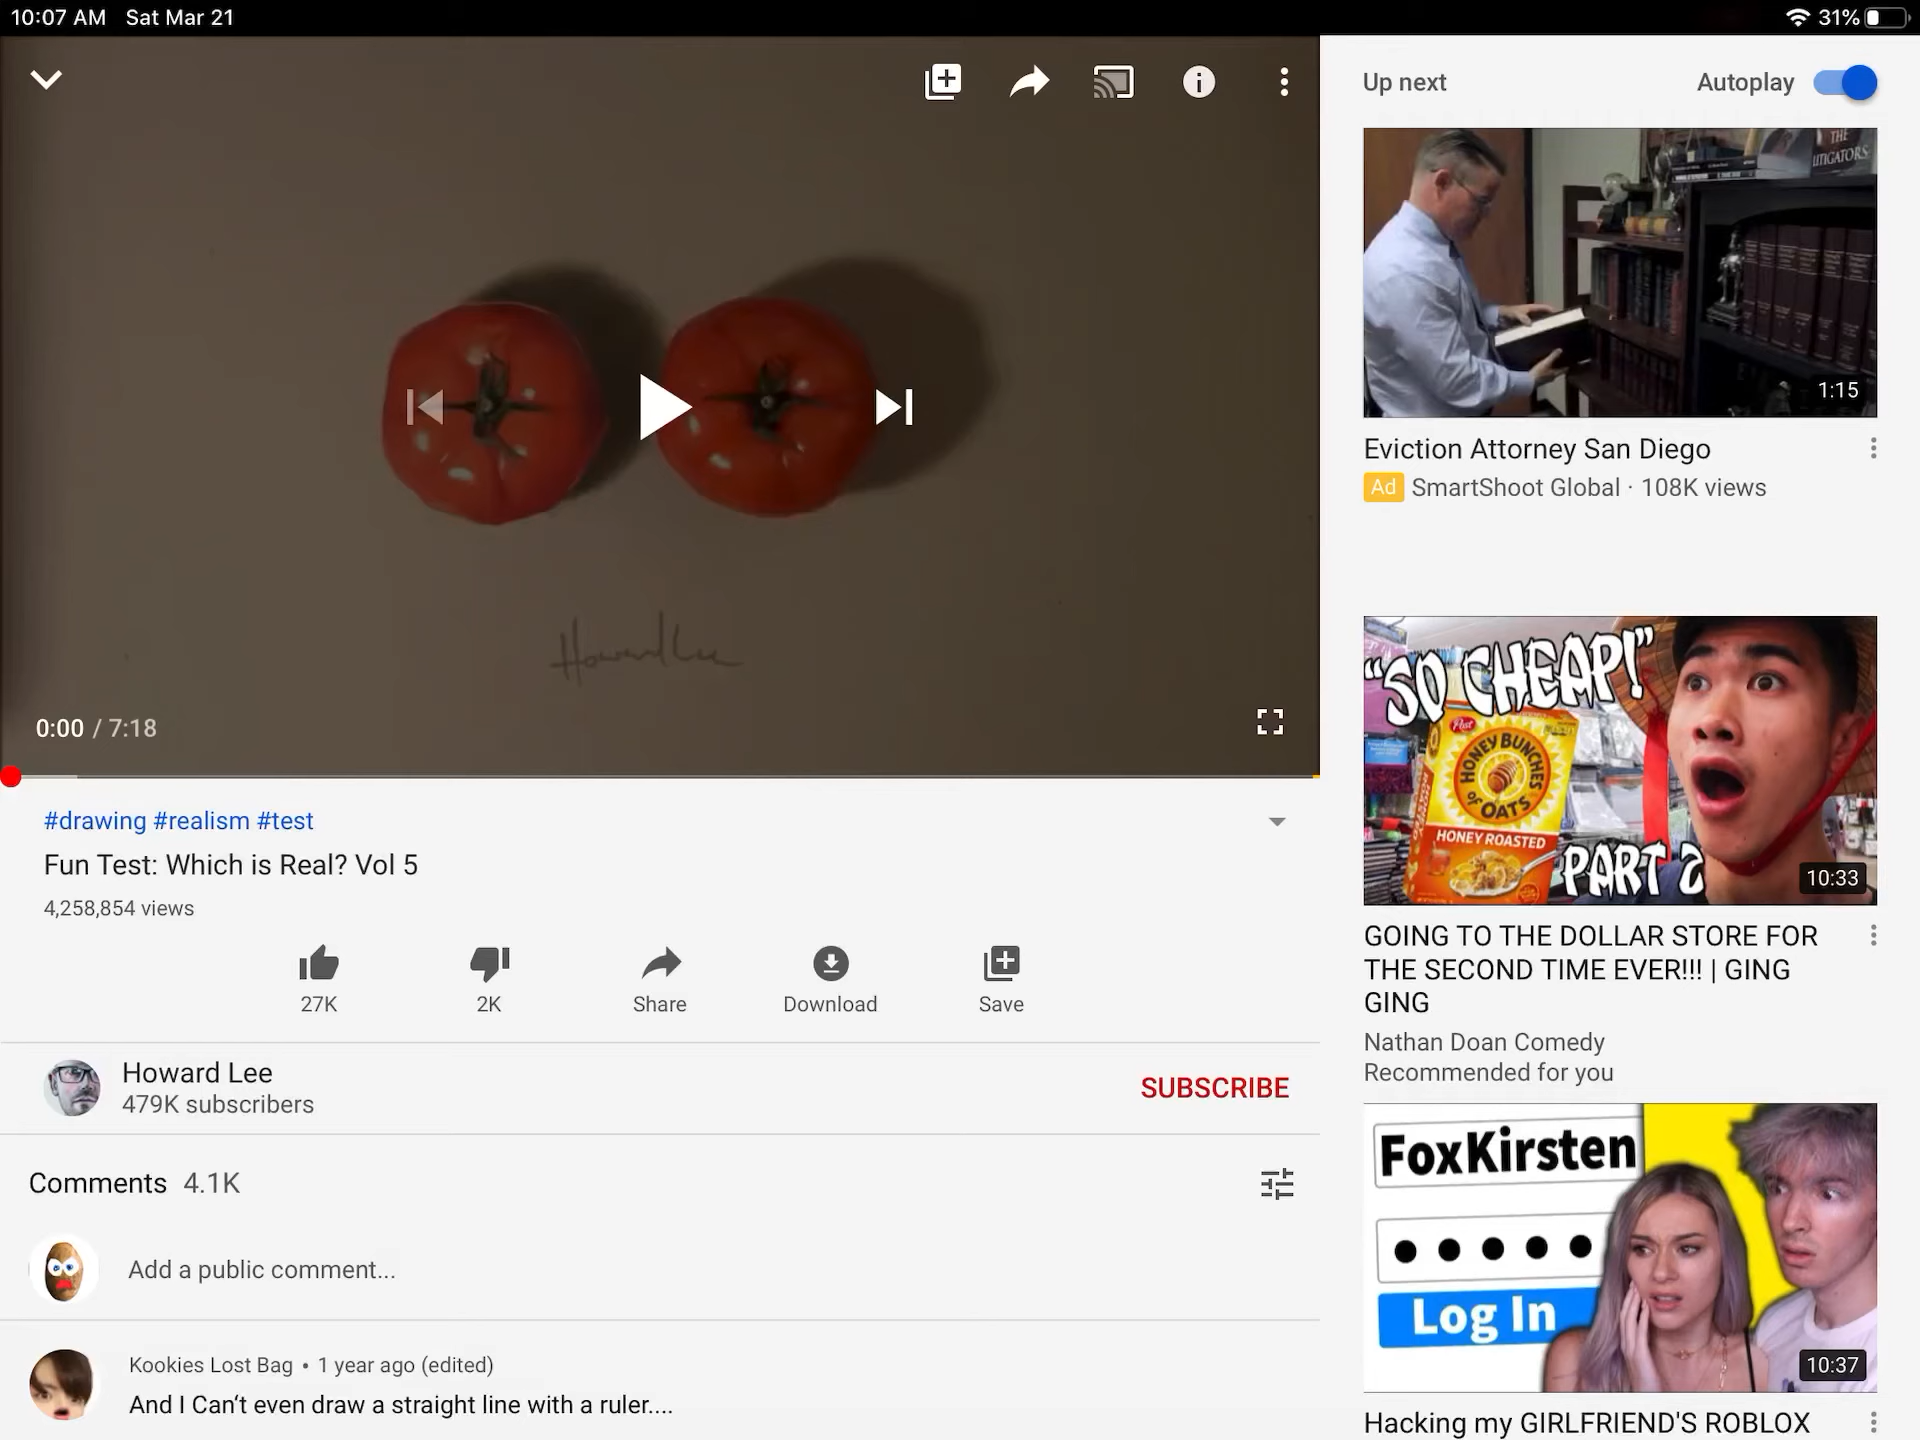 10:07 AM Sat Mar 21
31%
Up next
Autoplay
THE
LITIGATORS
1:15
Eviction Attorney San Diego
Ad SmartShoot Global · 108K views
Howard Lee
0:00 / 7:18
#drawing #realism #test
Fun Test: Which is Real? Vol 5
4,258,854 views
27K
2K
Share
Download
Save
Howard Lee
479K subscribers
SUBSCRIBE
Comments 4.1K
Add a public comment...
Kookies Lost Bag • 1 year ago (edited)
And I Can‘t even draw a straight line with a ruler....
"SO CHEAP!"
Post
HONEY BUNCHES
OF OATS
HONEY ROASTED
PART 2
10:33
GOING TO THE DOLLAR STORE FOR
THE SECOND TIME EVER!!! | GING
GING
Nathan Doan Comedy
Recommended for you
FoxKirsten
Log In
10:37
Hacking my GIRLFRIEND'S ROBLOX